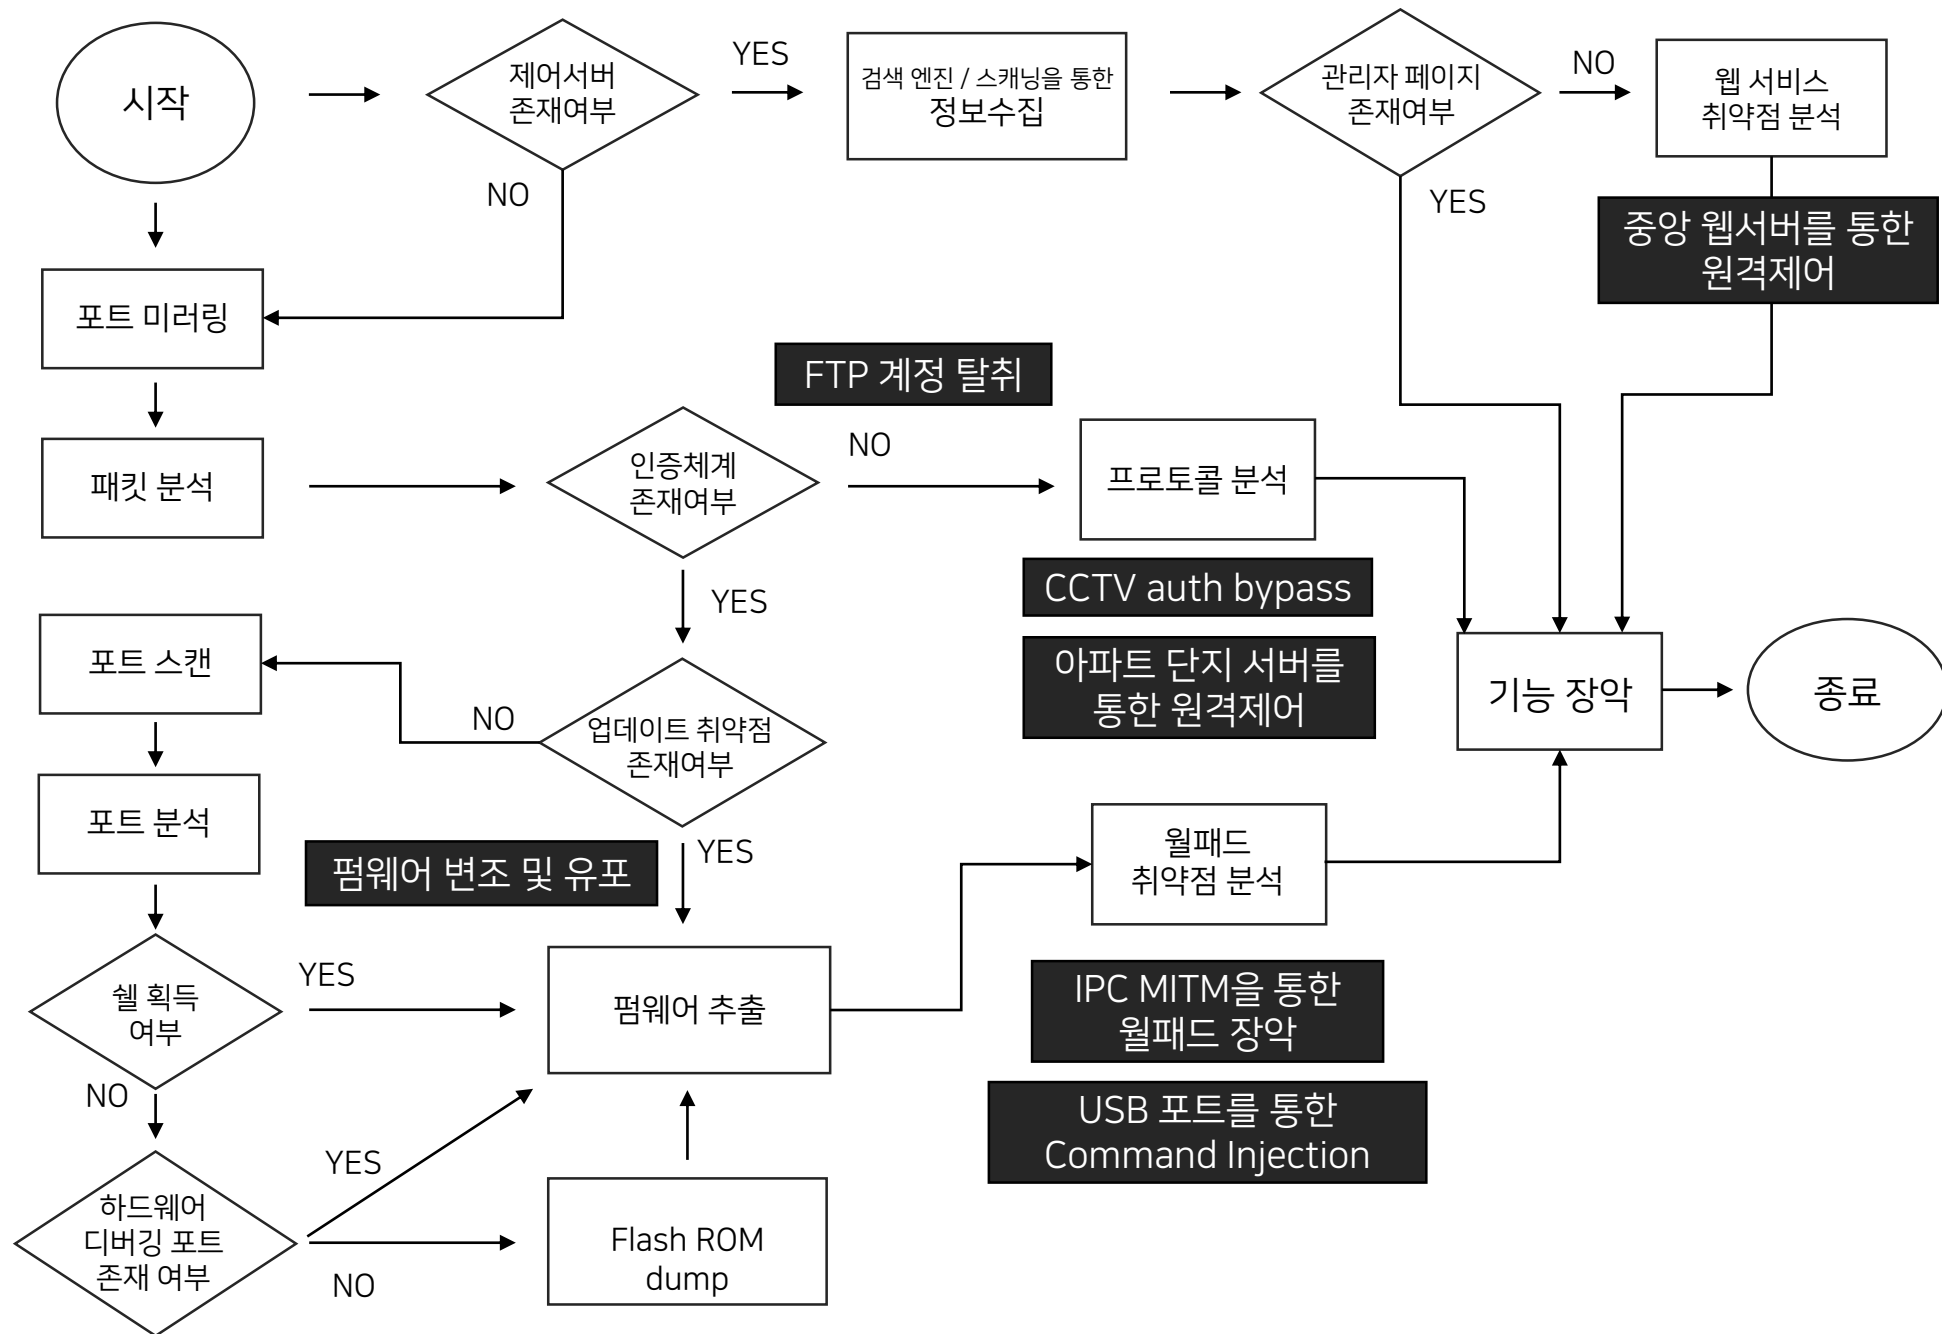 시작
제어서버
존재여부
YES
NO
검색 엔진 / 스캐닝을 통한
정보수집
관리자 페이지
존재여부
NO
YES
웹 서비스
취약점 분석
중앙 웹서버를 통한
원격제어
포트 미러링
FTP 계정 탈취
패킷 분석
인증체계
존재여부
NO
YES
프로토콜 분석
CCTV auth bypass
아파트 단지 서버를
통한 원격제어
기능 장악
종료
포트 스캔
NO
업데이트 취약점
존재여부
YES
포트 분석
펌웨어 변조 및 유포
월패드
취약점 분석
쉘 획득
여부
YES
NO
펌웨어 추출
IPC MITM을 통한
월패드 장악
USB 포트를 통한
Command Injection
하드웨어
디버깅 포트
존재 여부
YES
NO
Flash ROM
dump